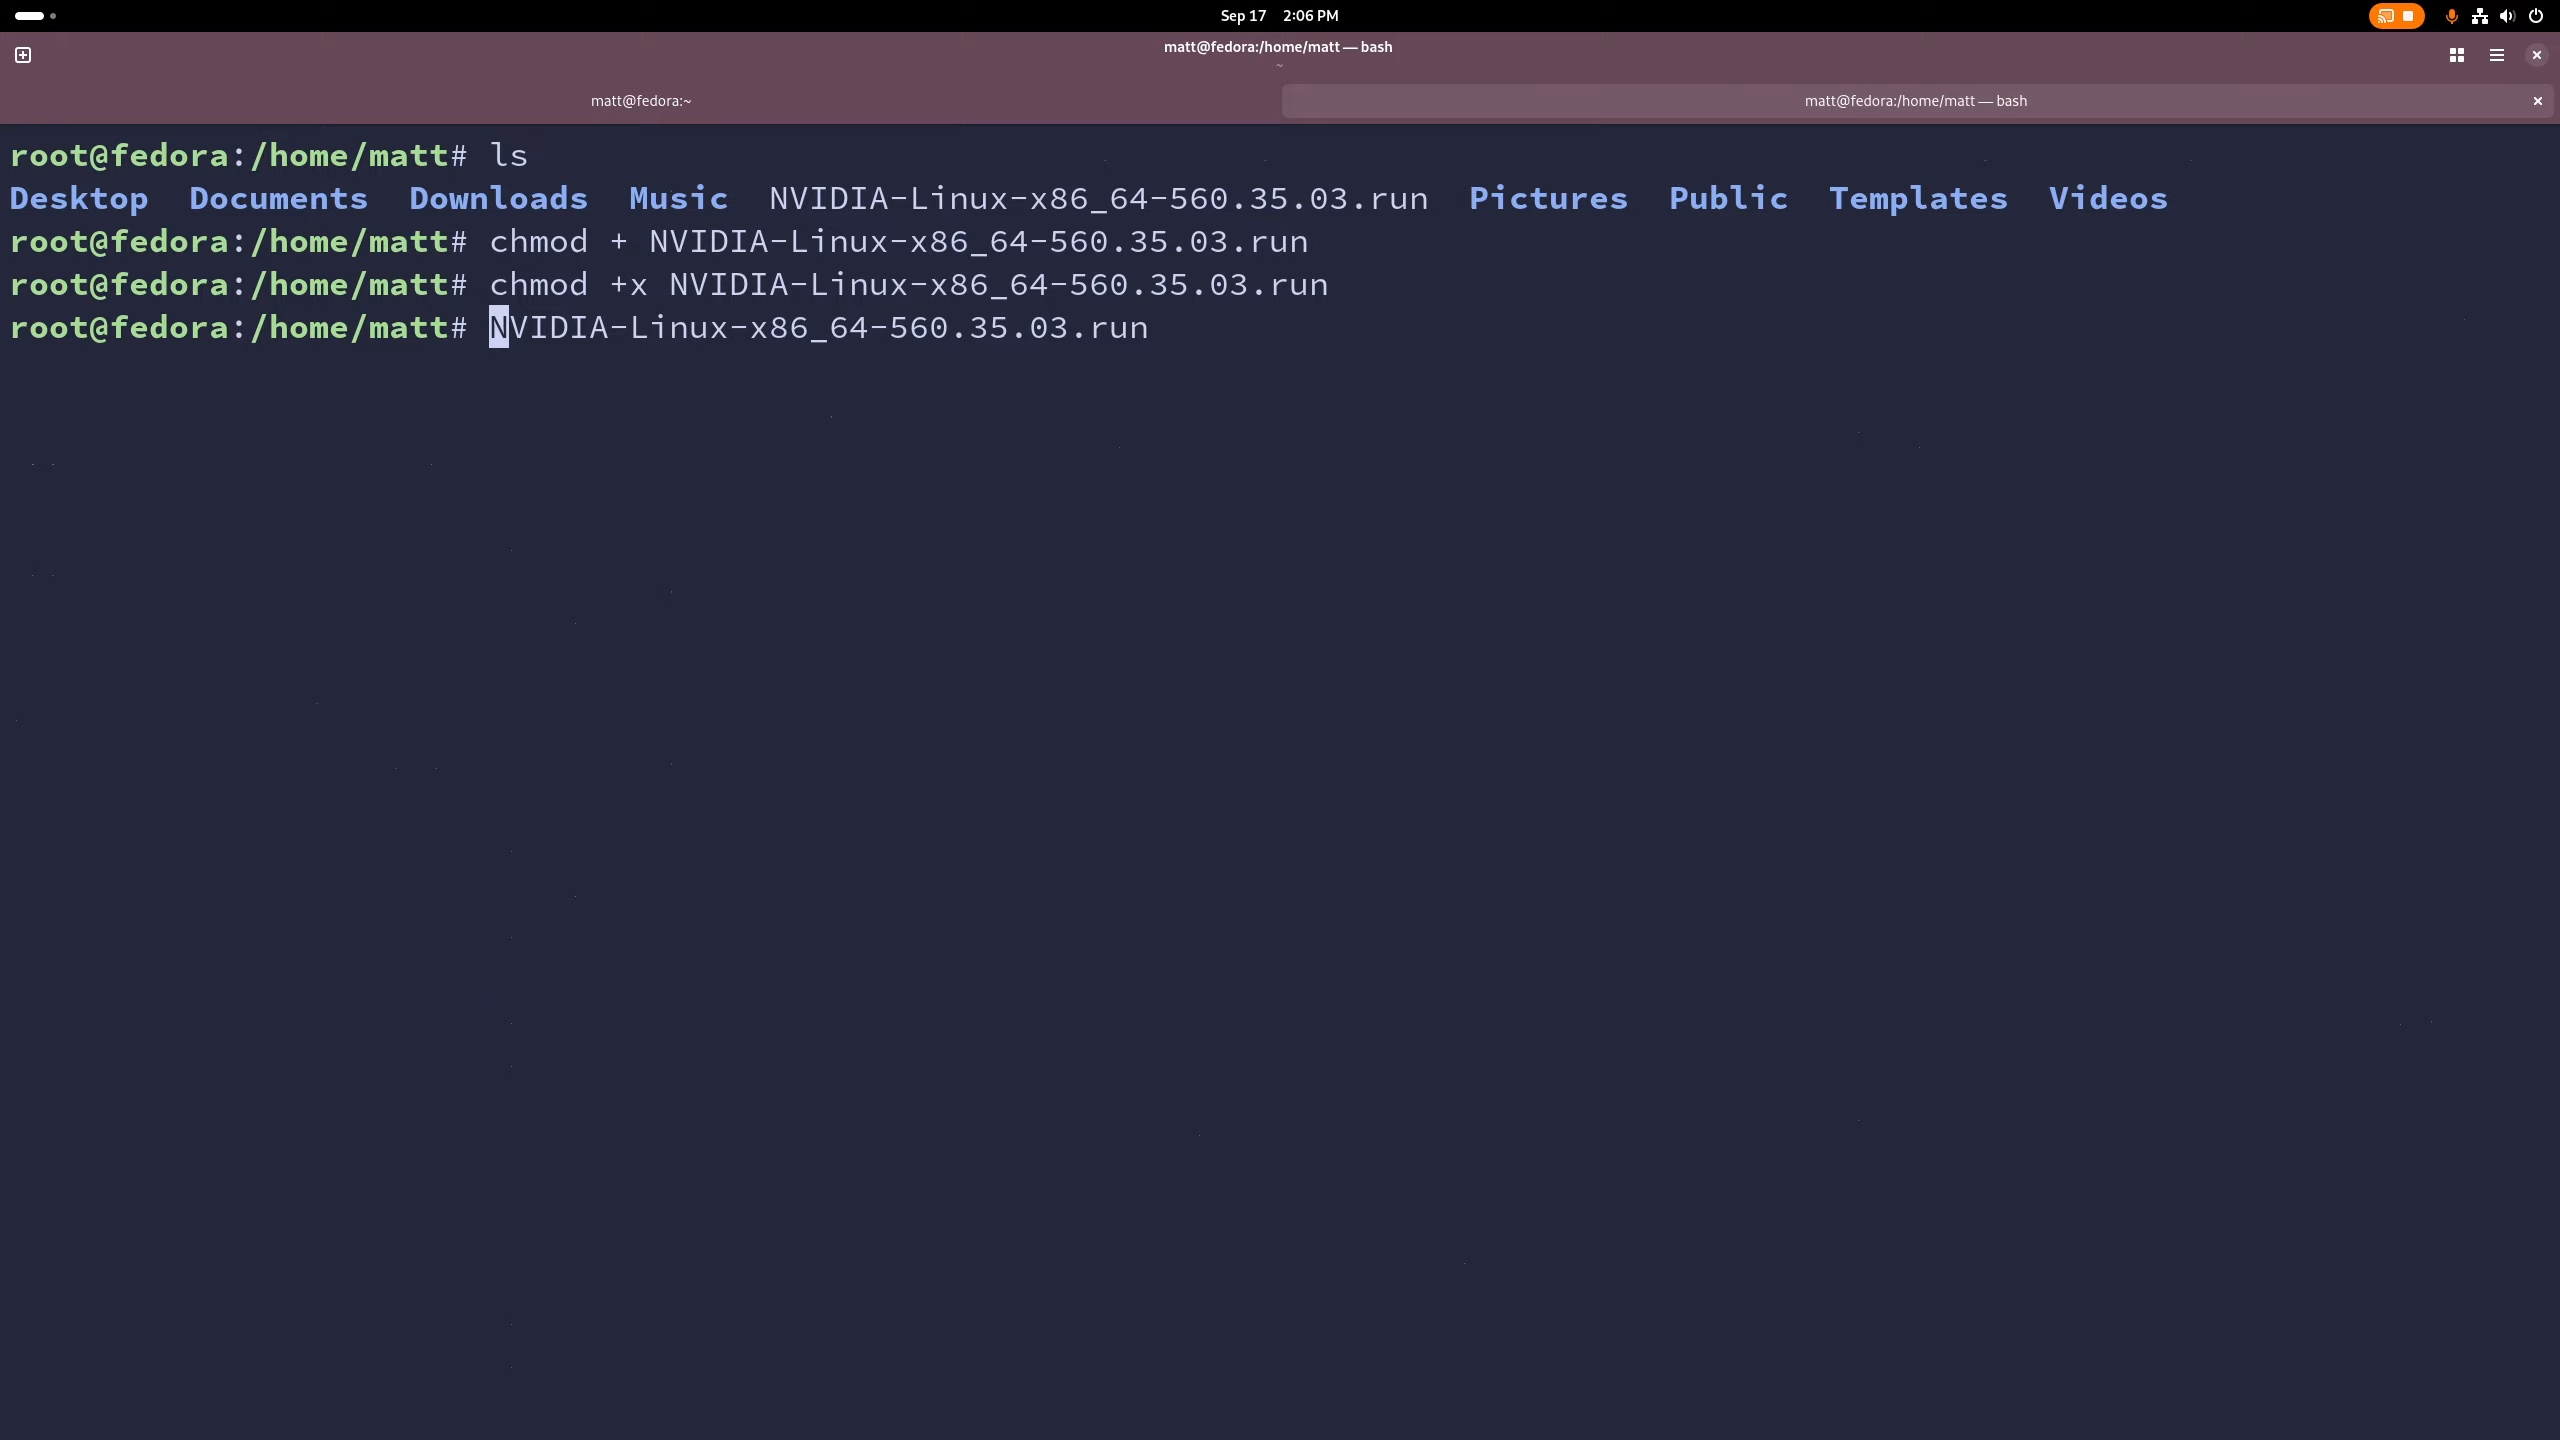 Sep 17 2:06 PM
matt@fedora:/home/matt — bash
~
matt@fedora:~
matt@fedora:/home/matt — bash
root@fedora:/home/matt# ls
Desktop Documents Downloads Music NVIDIA-Linux-x86_64-560.35.03.run Pictures Public Templates Videos
root@fedora:/home/matt# chmod + NVIDIA-Linux-x86_64-560.35.03.run
root@fedora:/home/matt# chmod +x NVIDIA-Linux-x86_64-560.35.03.run
root@fedora:/home/matt# NVIDIA-Linux-x86_64-560.35.03.run